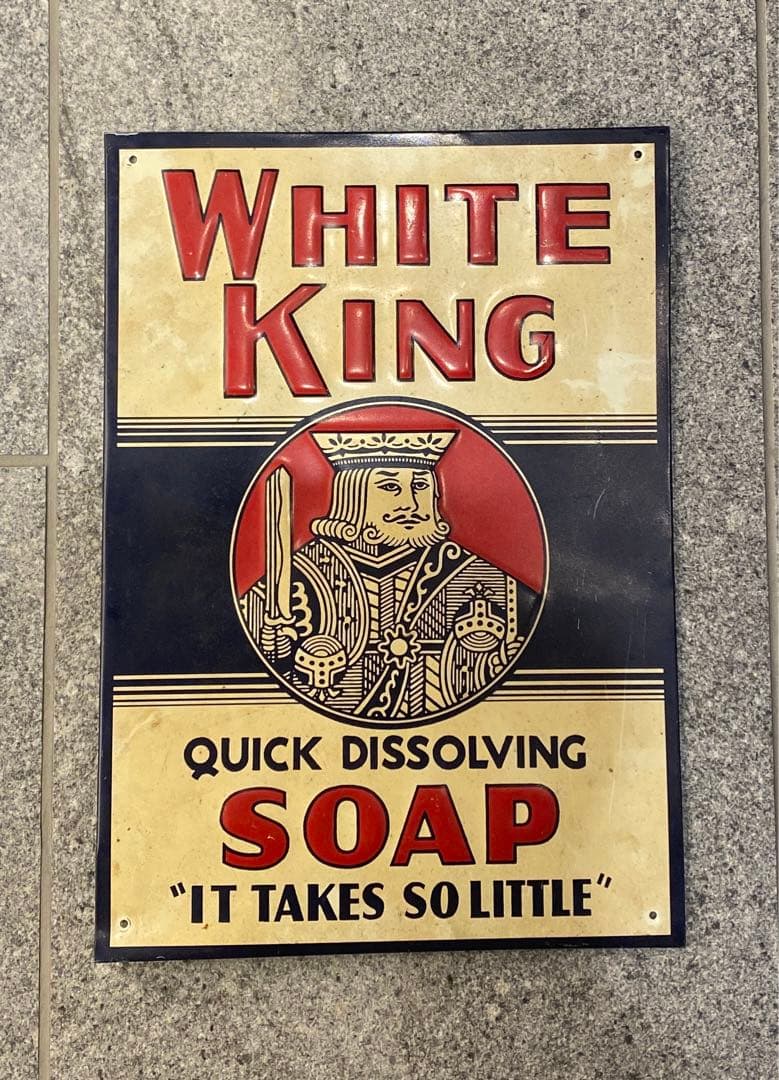 WHITE
KING
QUICK DISSOLVING
SOAP
"IT TAKES SO LITTLE"